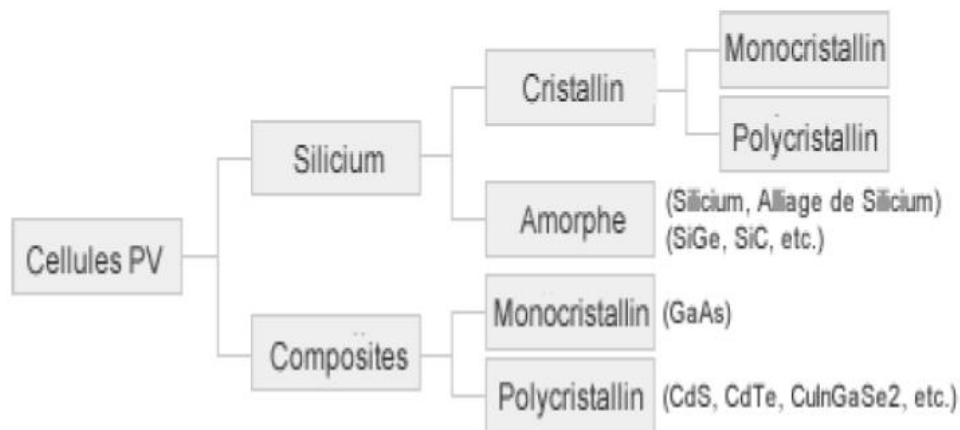 Monocristallin
Cristallin
Polycristallin
Silicium
Amorphe (Silicium, Alliage de Silicium)
(SiGe, SiC, etc.)
Cellules PV
Monocristallin (GaAs)
Composites
Polycristallin (CdS, CdTe, CuInGaSe2, etc.)